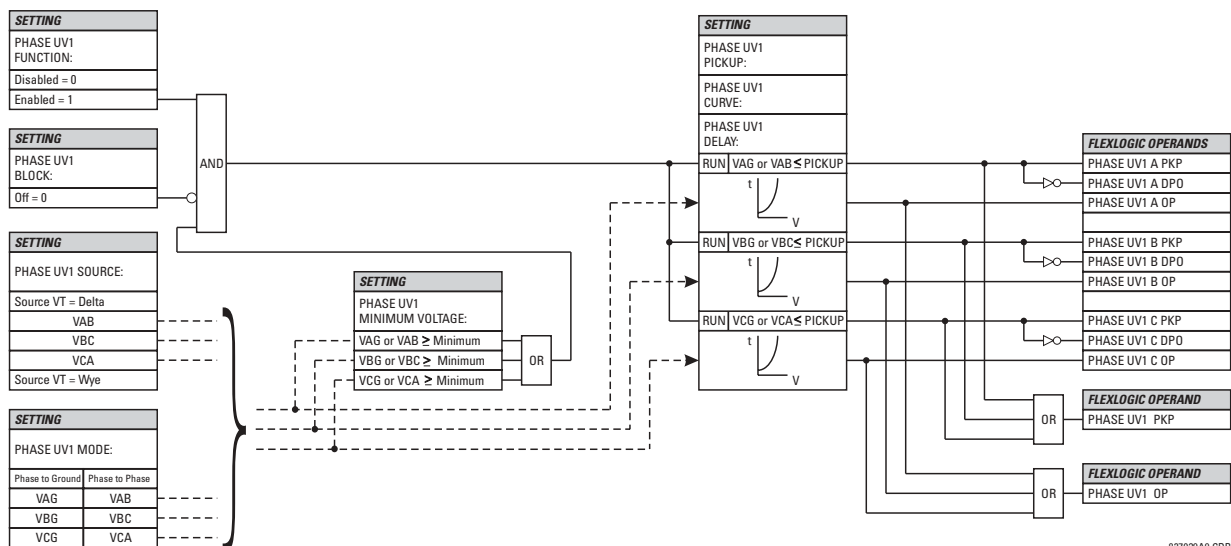 SETTING
PHASE UV1
FUNCTION:
Disabled = 0
Enabled = 1
SETTING
PHASE UV1
BLOCK:
Off = 0
AND
SETTING
PHASE UV1 SOURCE:
Source VT = Delta
VAB
VBC
VCA
Source VT = Wye
SETTING
PHASE UV1 MODE:
Phase to Ground Phase to Phase
VAG VAB
VBG VBC
VCG VCA
SETTING
PHASE UV1
MINIMUM VOLTAGE:
VAG or VAB ≥ Minimum
VBG or VBC ≥ Minimum
VCG or VCA ≥ Minimum
OR
SETTING
PHASE UV1
PICKUP:
PHASE UV1
CURVE:
PHASE UV1
DELAY:
RUN VAG or VAB ≤ PICKUP
t
V
RUN VBG or VBC ≤ PICKUP
t
V
RUN VCG or VCA ≤ PICKUP
t
V
FLEXLOGIC OPERANDS
PHASE UV1 A PKP
PHASE UV1 A DPO
PHASE UV1 A OP
PHASE UV1 B PKP
PHASE UV1 B DPO
PHASE UV1 B OP
PHASE UV1 C PKP
PHASE UV1 C DPO
PHASE UV1 C OP
OR
FLEXLOGIC OPERAND
PHASE UV1 PKP
OR
FLEXLOGIC OPERAND
PHASE UV1 OP